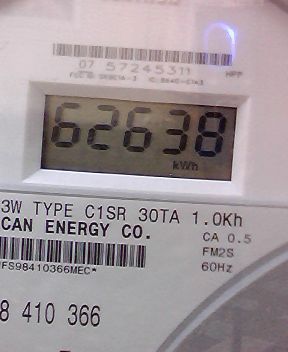 07 57245311 HPP
62638
kWh
3W TYPE C1SR 30TA 1.0Kh
CAN ENERGY CO.
CA 0.5
FM2S
60Hz
FS98410366MEC*
8 410 366